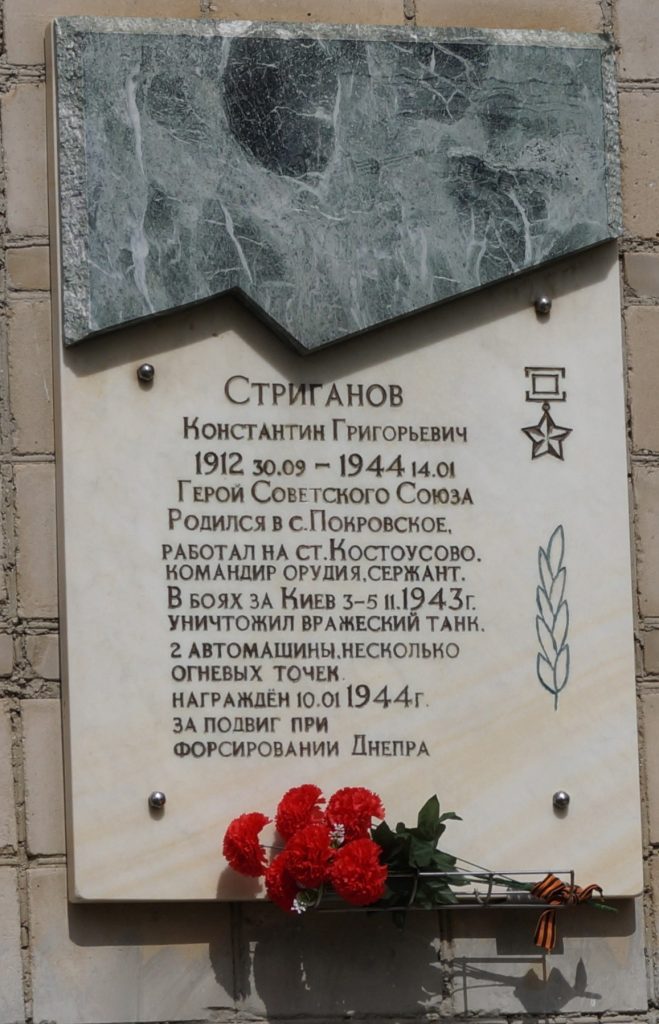 СТРИГАНОВ
КОНСТАНТИН ГРИГОРЬЕВИЧ
1912 30.09 – 1944 14.01
ГЕРОЙ СОВЕТСКОГО СОЮЗА
РОДИЛСЯ В С.ПОКРОВСКОЕ,
РАБОТАЛ НА СТ.КОСТОУСОВО.
КОМАНДИР ОРУДИЯ,СЕРЖАНТ.
В БОЯХ ЗА КИЕВ 3–5 11.1943г.
УНИЧТОЖИЛ ВРАЖЕСКИЙ ТАНК,
2 АВТОМАШИНЫ,НЕСКОЛЬКО
ОГНЕВЫХ ТОЧЕК.
НАГРАЖДЁН 10.01 1944г.
ЗА ПОДВИГ ПРИ
ФОРСИРОВАНИИ ДНЕПРА